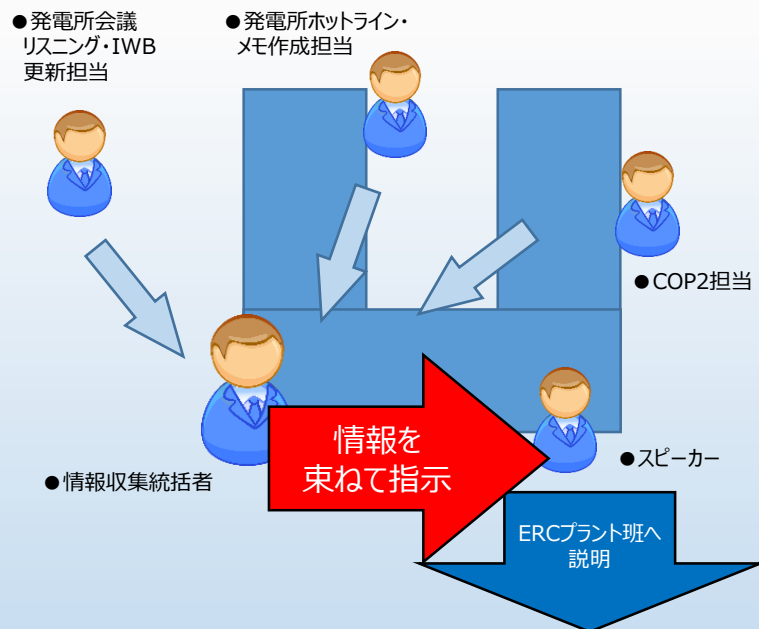 ●発電所会議
リスニング・IWB
更新担当
●発電所ホットライン・
メモ作成担当
●COP2担当
情報を
束ねて指示
●スピーカー
●情報収集統括者
ERCプラント班へ
説明